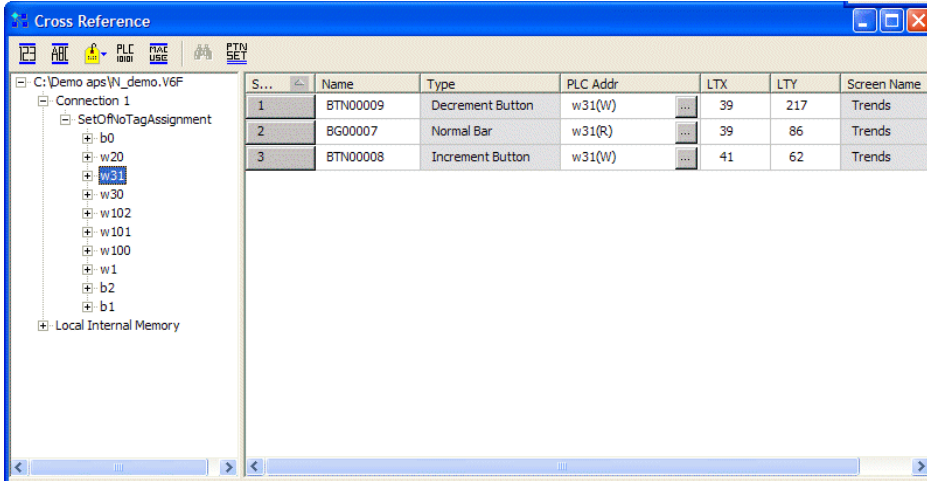 Cross Reference
123 ABC PLC MAC USE PTN SET
C:\Demo aps\N_demo.V6F
Connection 1
SetOfNoTagAssignment
b0
w20
w31
w30
w102
w101
w100
w1
b2
b1
Local Internal Memory
S... Name Type PLC Addr LTX LTY Screen Name
1 BTN00009 Decrement Button w31(W) ... 39 217 Trends
2 BG00007 Normal Bar w31(R) ... 39 86 Trends
3 BTN00008 Increment Button w31(W) ... 41 62 Trends